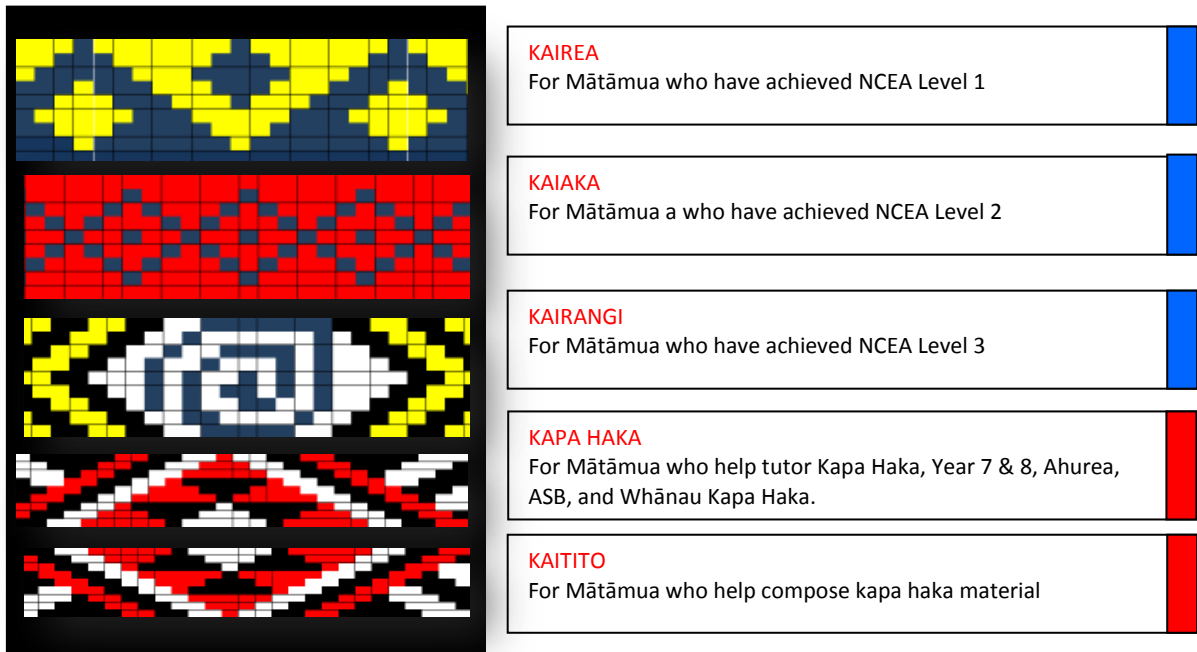 KAIREA
For Mātāmua who have achieved NCEA Level 1
KAIAKA
For Mātāmua a who have achieved NCEA Level 2
KAIRANGI
For Mātāmua who have achieved NCEA Level 3
KAPA HAKA
For Mātāmua who help tutor Kapa Haka, Year 7 & 8, Ahurea,
ASB, and Whānau Kapa Haka.
KAITITO
For Mātāmua who help compose kapa haka material